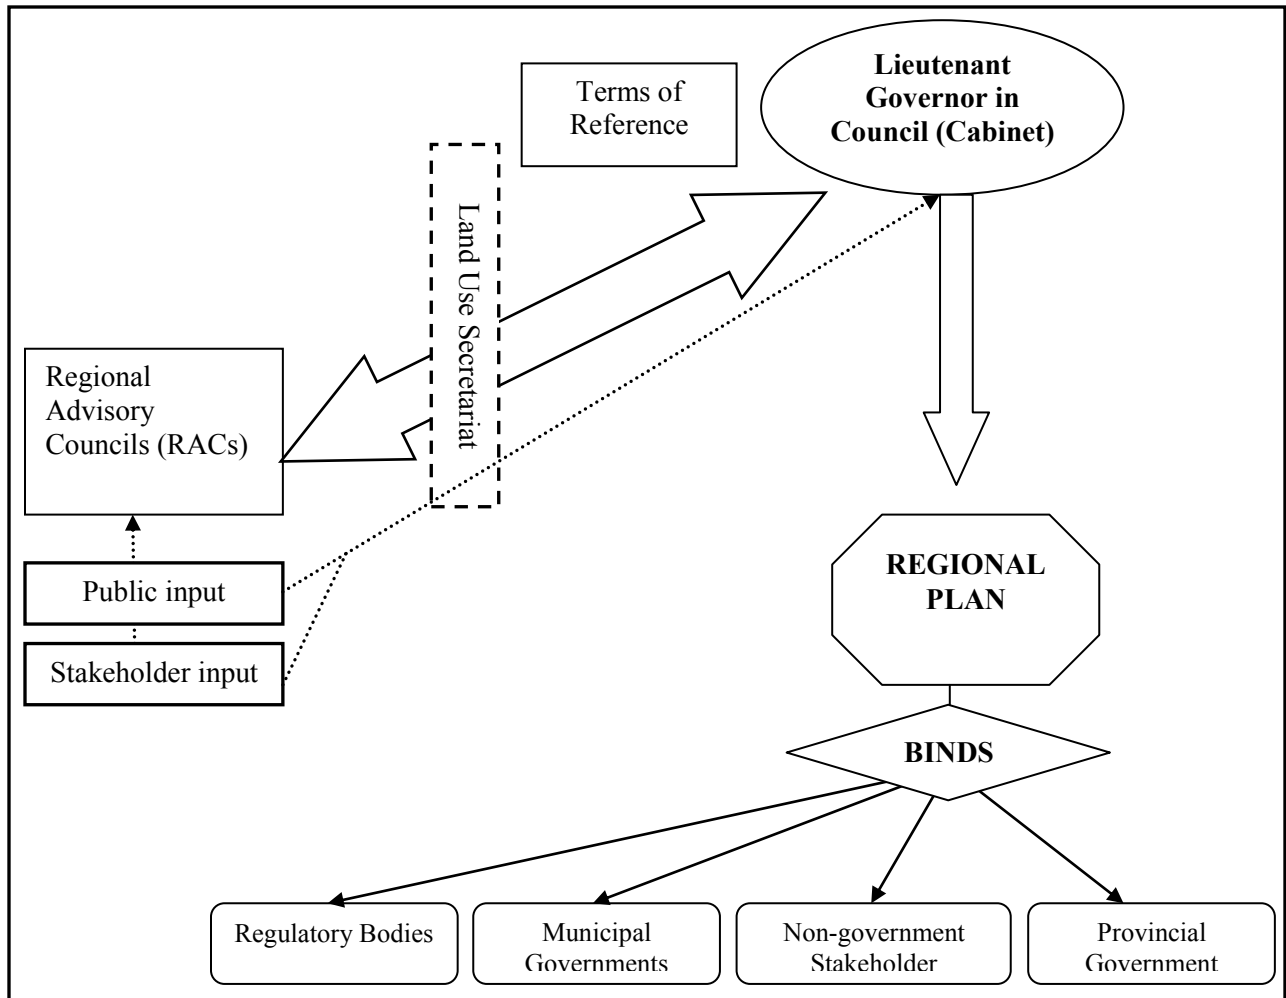 Terms of
Reference
Lieutenant
Governor in
Council (Cabinet)
Land Use Secretariat
Regional
Advisory
Councils (RACs)
Public input
Stakeholder input
REGIONAL
PLAN
BINDS
Regulatory Bodies
Municipal
Governments
Non-government
Stakeholder
Provincial
Government